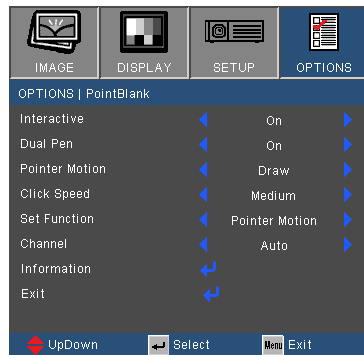 IMAGE DISPLAY SETUP OPTIONS
OPTIONS | PointBlank
Interactive On
Dual Pen On
Pointer Motion Draw
Click Speed Medium
Set Function Pointer Motion
Channel Auto
Information
Exit
UpDown Select Menu Exit